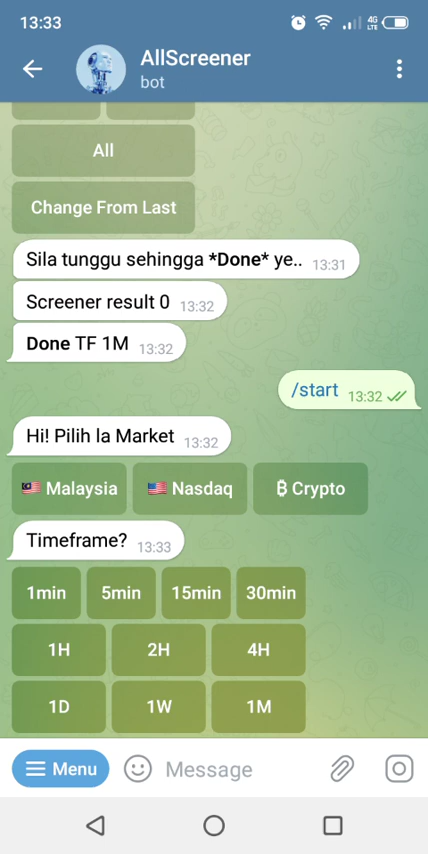 13:33
4G
LTE
AllScreener
bot
All
Change From Last
Sila tunggu sehingga *Done* ye.. 13:31
Screener result 0 13:32
Done TF 1M 13:32
/start 13:32
Hi! Pilih la Market 13:32
Malaysia Nasdaq ₿ Crypto
Timeframe? 13:33
1min 5min 15min 30min
1H 2H 4H
1D 1W 1M
Menu Message